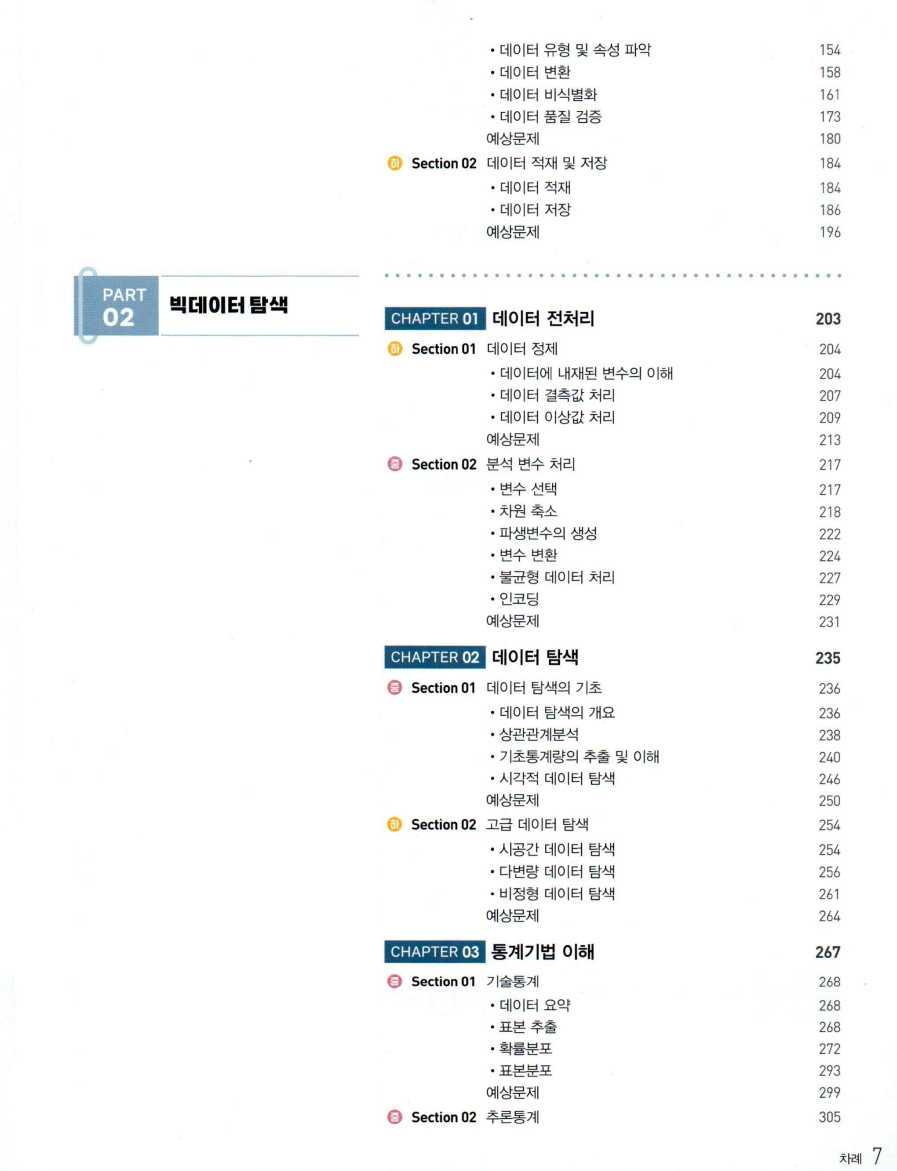 • 데이터 유형 및 속성 파악 154
• 데이터 변환 158
• 데이터 비식별화 161
• 데이터 품질 검증 173
예상문제 180
하 Section 02 데이터 적재 및 저장 184
• 데이터 적재 184
• 데이터 저장 186
예상문제 196
PART
02
빅데이터 탐색
CHAPTER 01 데이터 전처리 203
하 Section 01 데이터 정제 204
• 데이터에 내재된 변수의 이해 204
• 데이터 결측값 처리 207
• 데이터 이상값 처리 209
예상문제 213
중 Section 02 분석 변수 처리 217
• 변수 선택 217
• 차원 축소 218
• 파생변수의 생성 222
• 변수 변환 224
• 불균형 데이터 처리 227
• 인코딩 229
예상문제 231
CHAPTER 02 데이터 탐색 235
중 Section 01 데이터 탐색의 기초 236
• 데이터 탐색의 개요 236
• 상관관계분석 238
• 기초통계량의 추출 및 이해 240
• 시각적 데이터 탐색 246
예상문제 250
하 Section 02 고급 데이터 탐색 254
• 시공간 데이터 탐색 254
• 다변량 데이터 탐색 256
• 비정형 데이터 탐색 261
예상문제 264
CHAPTER 03 통계기법 이해 267
중 Section 01 기술통계 268
• 데이터 요약 268
• 표본 추출 268
• 확률분포 272
• 표본분포 293
예상문제 299
중 Section 02 추론통계 305
차례 7